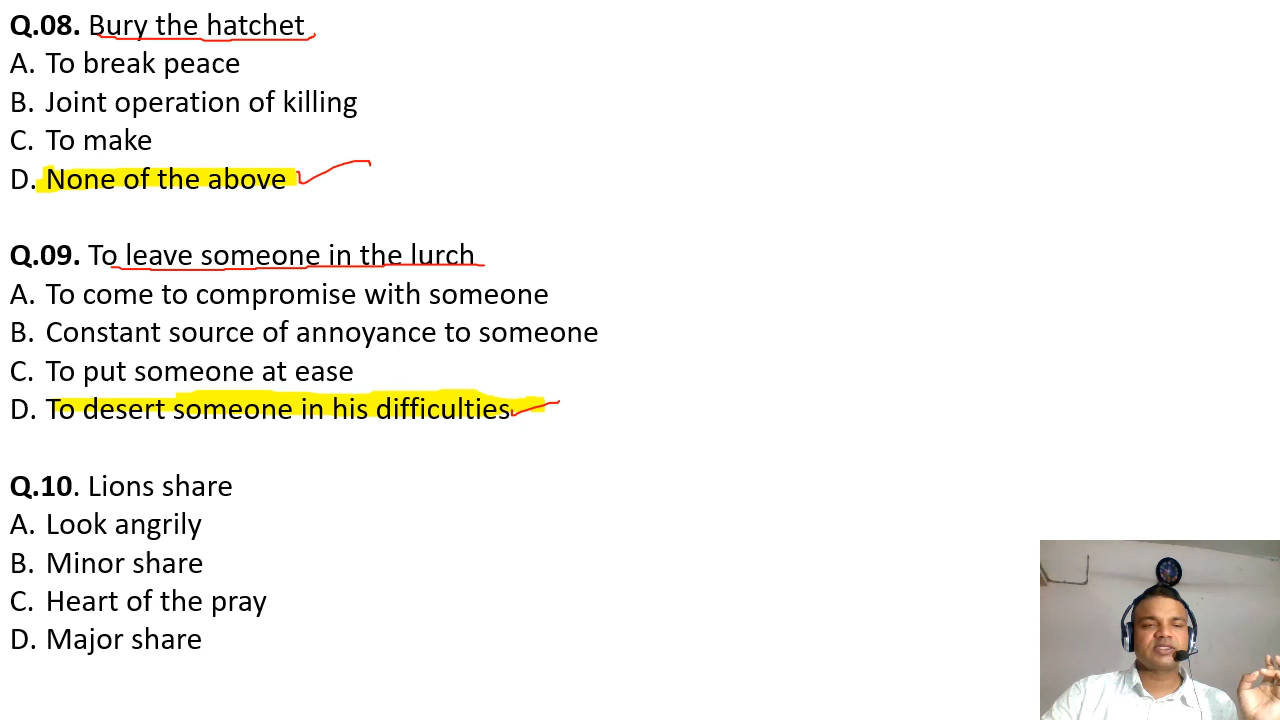 Q.08. Bury the hatchet
A. To break peace
B. Joint operation of killing
C. To make
D. None of the above
Q.09. To leave someone in the lurch
A. To come to compromise with someone
B. Constant source of annoyance to someone
C. To put someone at ease
D. To desert someone in his difficulties
Q.10. Lions share
A. Look angrily
B. Minor share
C. Heart of the pray
D. Major share